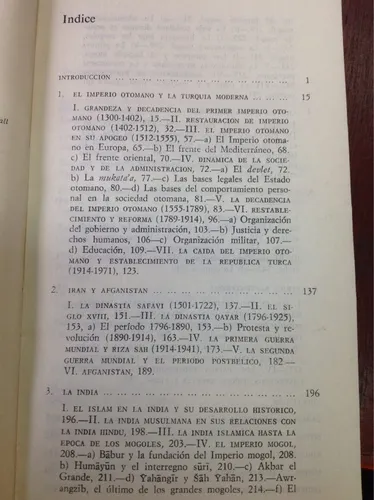 Indice
INTRODUCCION ... ... ... ... ... ... ... ... ... ... ... ... ... 1
1. EL IMPERIO OTOMANO Y LA TURQUIA MODERNA ... ... ... 15
I. GRANDEZA Y DECADENCIA DEL PRIMER IMPERIO OTO-
MANO (1300-1402), 15.—II. RESTAURACION DE IMPERIO
OTOMANO (1402-1512), 32.—III. EL IMPERIO OTOMANO
EN SU APOGEO (1512-1555), 57.—a) El Imperio otoma-
no en Europa, 65.—b) El frente del Mediterráneo, 68.
c) El frente oriental, 70.—IV. DINAMICA DE LA SOCIE-
DAD Y DE LA ADMINISTRACION, 72.—a) El devlet, 72.
b) La mukata'a, 77.—c) Las bases legales del Estado
otomano, 80.—d) Las bases del comportamiento perso-
nal en la sociedad otomana, 81.—V. LA DECADENCIA
DEL IMPERIO OTOMANO (1555-1789), 83.—VI. RESTABLE-
CIMIENTO Y REFORMA (1789-1914), 96.—a) Organización
del gobierno y administración, 103.—b) Justicia y de-
rechos humanos, 106—c) Organización militar, 107.—
d) Educación, 109.—VII. LA CAIDA DEL IMPERIO OTO-
MANO Y ESTABLECIMIENTO DE LA REPUBLICA TURCA
(1914-1971), 123.
2. IRAN Y AFGANISTAN ... ... ... ... ... ... ... ... ... ... 137
I. LA DINASTIA SAFAVI (1501-1722), 137.—II. EL SI-
GLO XVIII, 151.—III. LA DINASTIA QAYAR (1796-1925),
153, a) El período 1796-1890, 153.—b) Protesta y re-
volución (1890-1914), 163.—IV. LA PRIMERA GUERRA
MUNDIAL Y RIZA SAH (1914-1941), 173.—V. LA SEGUNDA
GUERRA MUNDIAL Y EL PERIODO POSTBELICO, 182—
VI. AFGANISTAN, 189.
3. LA INDIA ... ... ... ... ... ... ... ... ... ... ... ... ... 196
I. EL ISLAM EN LA INDIA Y SU DESARROLLO HISTORICO,
196.—II. LA INDIA MUSULMANA EN SUS RELACIONES CON
LA INDIA HINDU, 198.—III. LA INDIA ISLAMICA HASTA LA
EPOCA DE LOS MOGOLES, 203.—IV. EL IMPERIO MOGOL,
208.—a) Bābur y la fundación del Imperio mogol, 208.
b) Humāyūn y el interregno sūrī, 210.—c) Akbar el
Grande, 211.—d) Yahāngīr y Šāh Yahān, 213.—Aw-
rangzīb, el último de los grandes mogoles, 214.—f) El